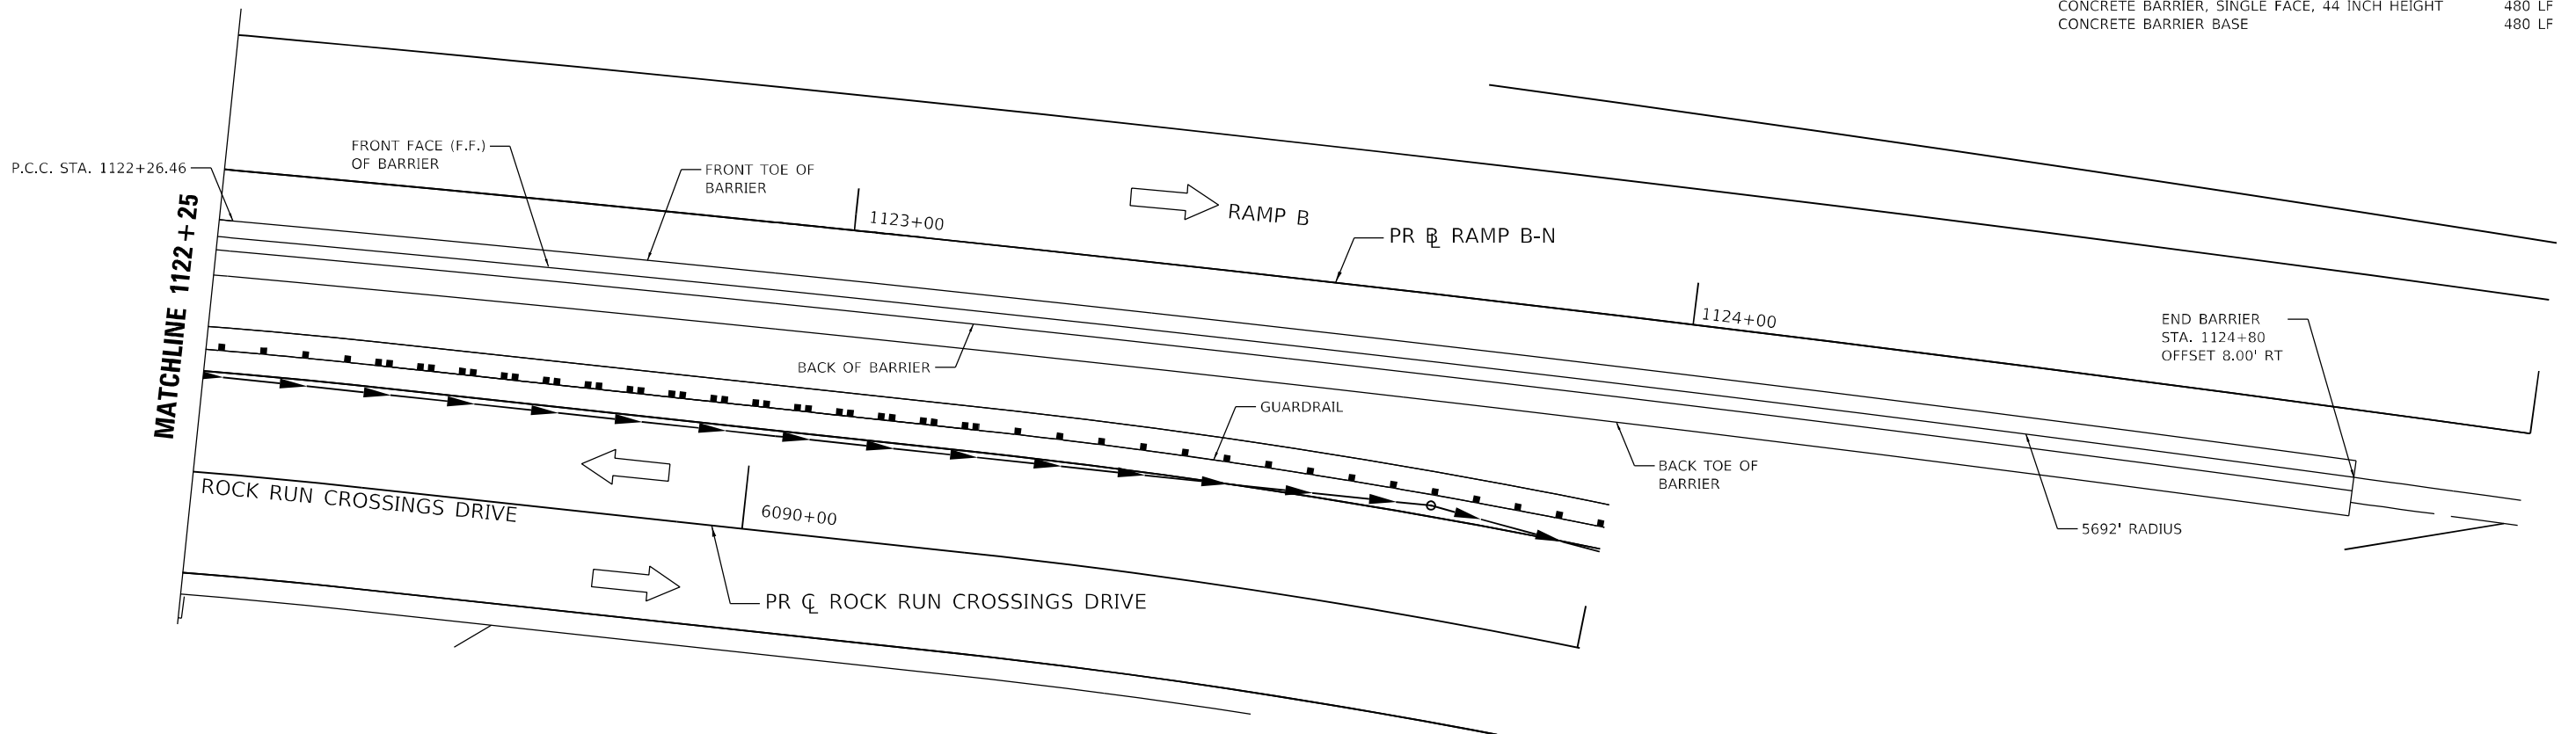 CONCRETE BARRIER, SINGLE FACE, 44 INCH HEIGHT 480 LF
CONCRETE BARRIER BASE 480 LF
P.C.C. STA. 1122+26.46
FRONT FACE (F.F.)
OF BARRIER
FRONT TOE OF
BARRIER
1123+00
RAMP B
PR BL RAMP B-N
1124+00
END BARRIER
STA. 1124+80
OFFSET 8.00' RT
MATCHLINE 1122+25
BACK OF BARRIER
GUARDRAIL
BACK TOE OF
BARRIER
5692' RADIUS
ROCK RUN CROSSINGS DRIVE
6090+00
PR CL ROCK RUN CROSSINGS DRIVE